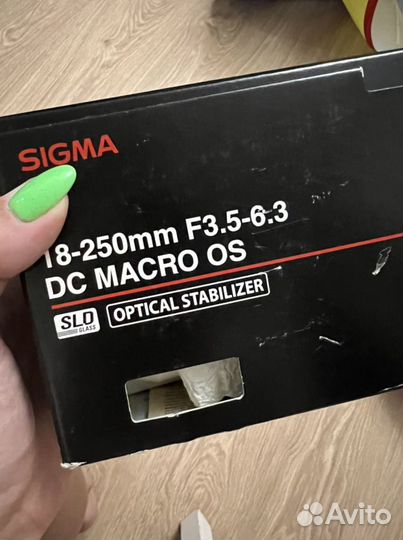 SIGMA
18-250mm F3.5-6.3
DC MACRO OS
SLD
GLASS
OPTICAL STABILIZER
Avito